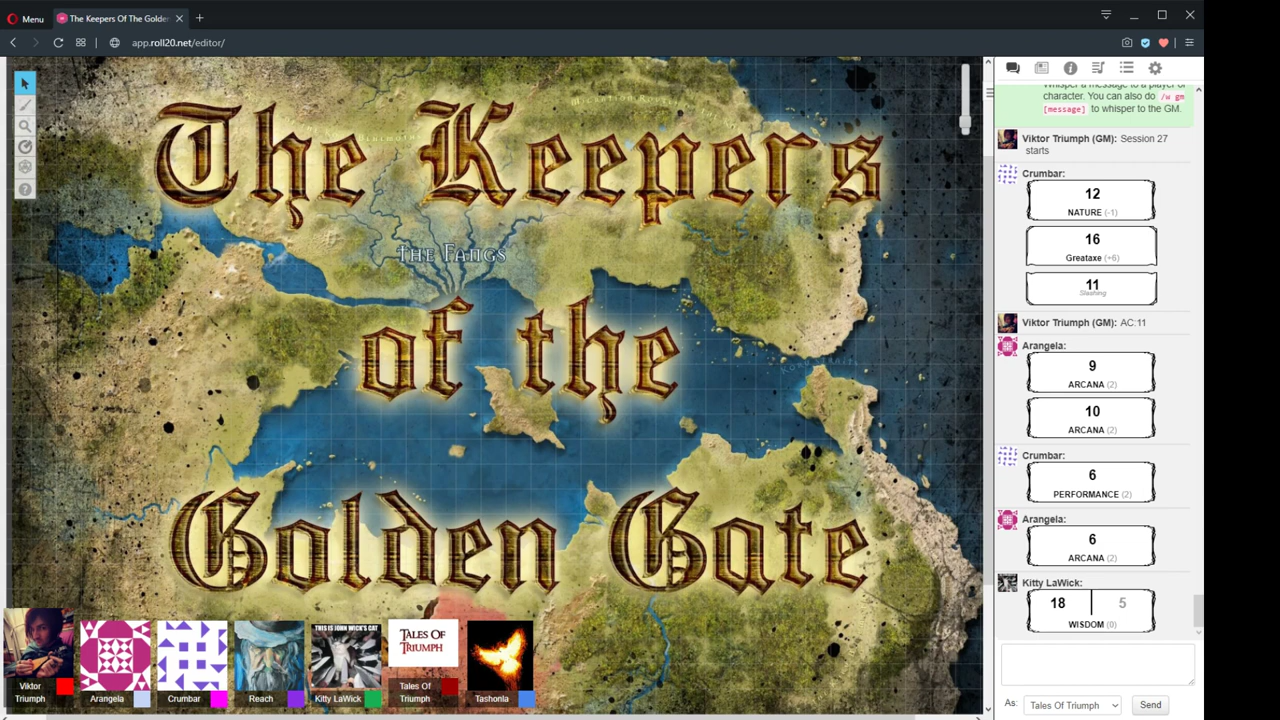 Menu
The Keepers Of The Golden
app.roll20.net/editor/
The Keepers
The Fangs
of the
Golden Gate
Viktor
Triumph
Arangela
Crumbar
Reach
THIS IS JOHN WICK'S CAT
Kitty LaWick
TALES OF
TRIUMPH
Tales Of
Triumph
Tashonia
Whisper a message to a player or
character. You can also do /w gm
[message] to whisper to the GM.
Viktor Triumph (GM): Session 27
starts
Crumbar:
12
NATURE (-1)
16
Greataxe (+6)
11
Slashing
Viktor Triumph (GM): AC:11
Arangela:
9
ARCANA (2)
10
ARCANA (2)
Crumbar:
6
PERFORMANCE (2)
Arangela:
6
ARCANA (2)
Kitty LaWick:
18 5
WISDOM (0)
As: Tales Of Triumph Send